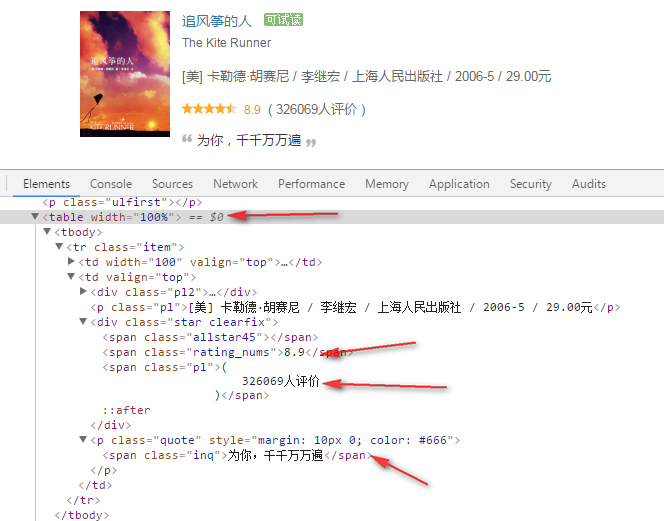 追风筝的人 可试读
The Kite Runner
[美] 卡勒德·胡赛尼 / 李继宏 / 上海人民出版社 / 2006-5 / 29.00元
8.9 ( 326069人评价 )
“ 为你，千千万万遍 ”
追风筝的人
KITE RUNNER
Elements Console Sources Network Performance Memory Application Security Audits
<p class="ulfirst"></p>
▼<table width="100%"> == $0
▼<tbody>
▼<tr class="item">
▶<td width="100" valign="top">…</td>
▼<td valign="top">
▶<div class="pl2">…</div>
<p class="pl">[美] 卡勒德·胡赛尼 / 李继宏 / 上海人民出版社 / 2006-5 / 29.00元</p>
▼<div class="star clearfix">
<span class="allstar45"></span>
<span class="rating_nums">8.9</span>
<span class="pl">(
326069人评价
)</span>
::after
</div>
▼<p class="quote" style="margin: 10px 0; color: #666">
<span class="inq">为你，千千万万遍</span>
</p>
</td>
</tr>
</tbody>